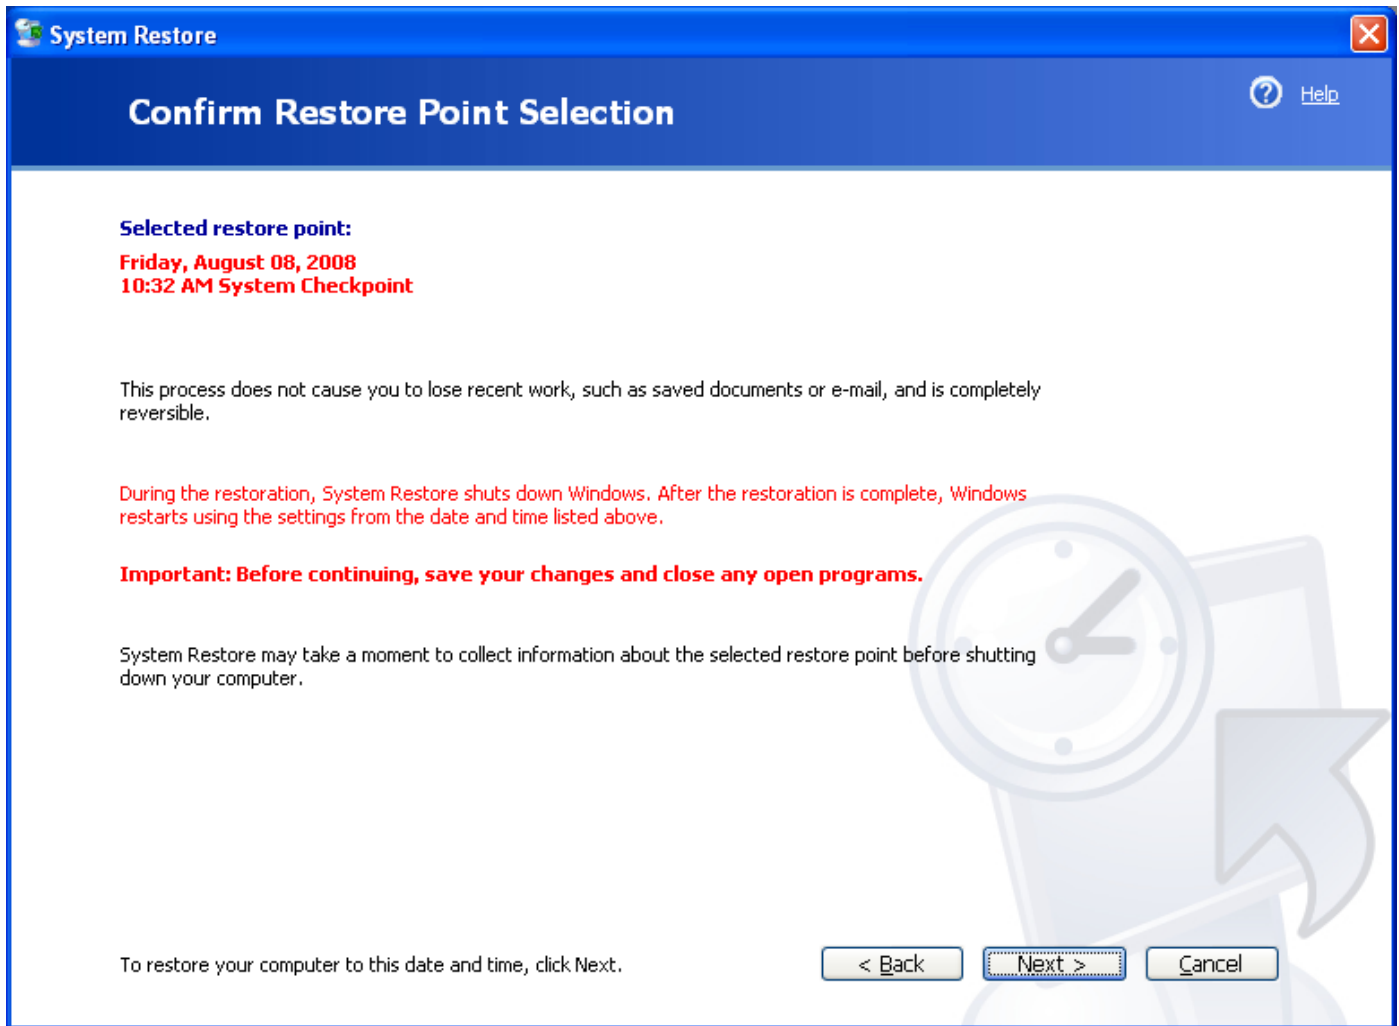 System Restore
Confirm Restore Point Selection
Help
Selected restore point:
Friday, August 08, 2008
10:32 AM System Checkpoint
This process does not cause you to lose recent work, such as saved documents or e-mail, and is completely
reversible.
During the restoration, System Restore shuts down Windows. After the restoration is complete, Windows
restarts using the settings from the date and time listed above.
Important: Before continuing, save your changes and close any open programs.
System Restore may take a moment to collect information about the selected restore point before shutting
down your computer.
To restore your computer to this date and time, click Next.
< Back
Next >
Cancel